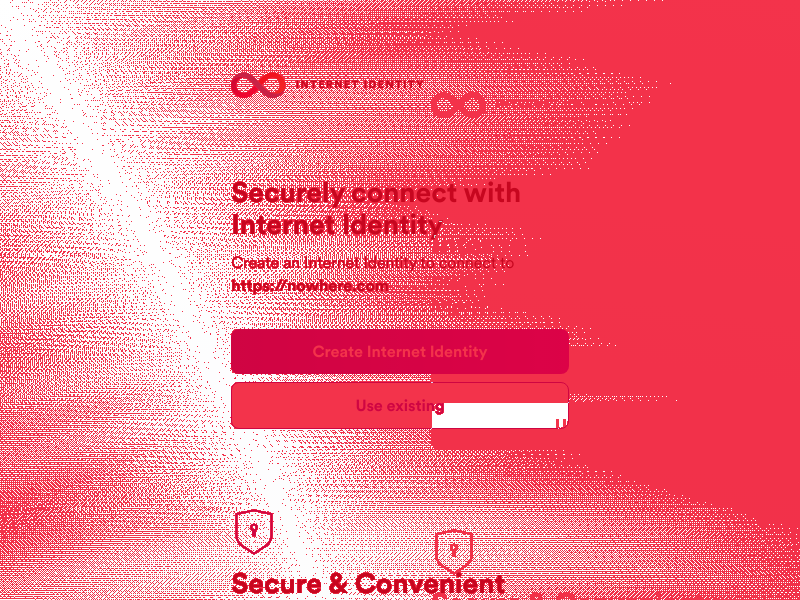 INTERNET IDENTITY
Securely connect with
Internet Identity
Create an Internet Identity to connect to
https://nowhere.com
Create Internet Identity
Use existing
Secure & Convenient